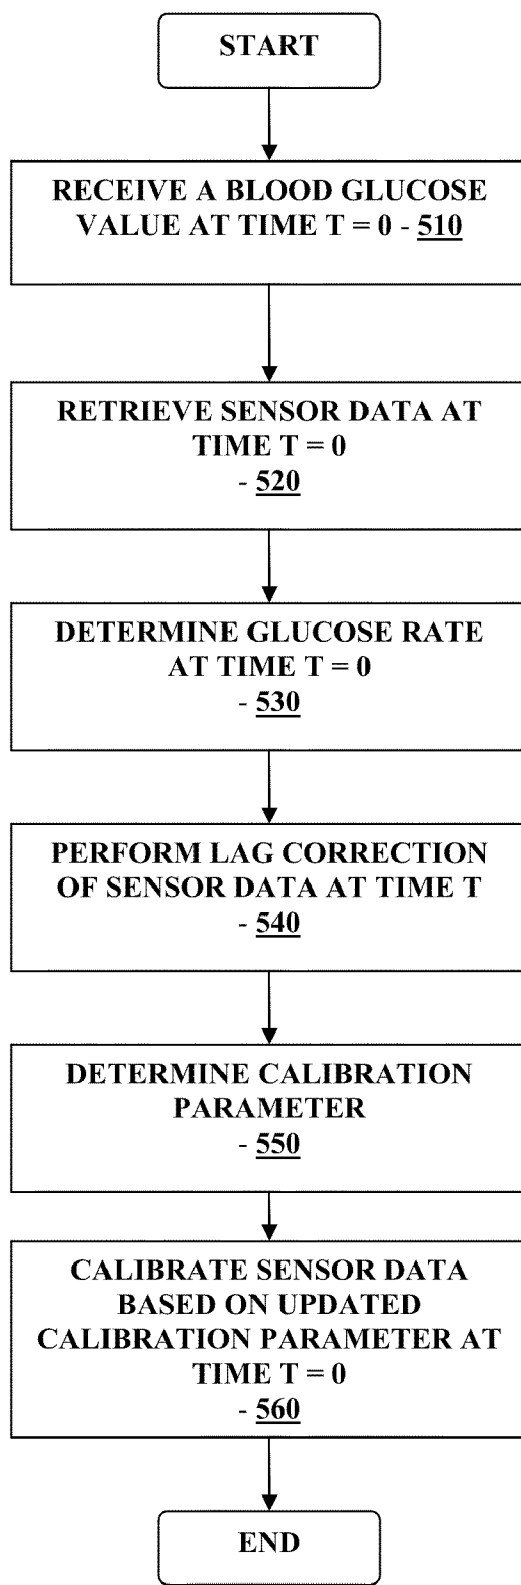 START
RECEIVE A BLOOD GLUCOSE
VALUE AT TIME T = 0 - 510
RETRIEVE SENSOR DATA AT
TIME T = 0
- 520
DETERMINE GLUCOSE RATE
AT TIME T = 0
- 530
PERFORM LAG CORRECTION
OF SENSOR DATA AT TIME T
- 540
DETERMINE CALIBRATION
PARAMETER
- 550
CALIBRATE SENSOR DATA
BASED ON UPDATED
CALIBRATION PARAMETER AT
TIME T = 0
- 560
END